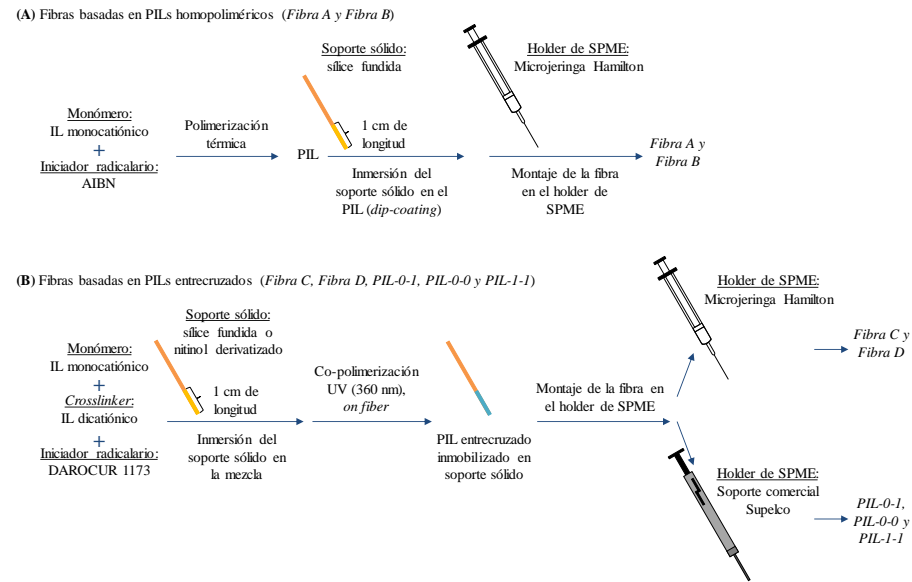 (A) Fibras basadas en PILs homopoliméricos (Fibra A y Fibra B)
Soporte sólido:
sílice fundida
Holder de SPME:
Microjeringa Hamilton
Monómero:
IL monocatiónico
+
Iniciador radicalario:
AIBN
Polimerización
térmica
PIL
1 cm de
longitud
Inmersión del
soporte sólido en el
PIL (dip-coating)
Montaje de la fibra
en el holder de
SPME
Fibra A y
Fibra B
(B) Fibras basadas en PILs entrecruzados (Fibra C, Fibra D, PIL-0-1, PIL-0-0 y PIL-1-1)
Soporte sólido:
sílice fundida o
nitinol derivatizado
Monómero:
IL monocatiónico
+
Crosslinker:
IL dicatiónico
+
Iniciador radicalario:
DAROCUR 1173
1 cm de
longitud
Inmersión del
soporte sólido en
la mezcla
Co-polimerización
UV (360 nm),
on fiber
PIL entrecruzado
inmobilizado en
soporte sólido
Montaje de la fibra en
el holder de SPME
Holder de SPME:
Microjeringa Hamilton
Fibra C y
Fibra D
Holder de SPME:
Soporte comercial
Supelco
PIL-0-1,
PIL-0-0 y
PIL-1-1